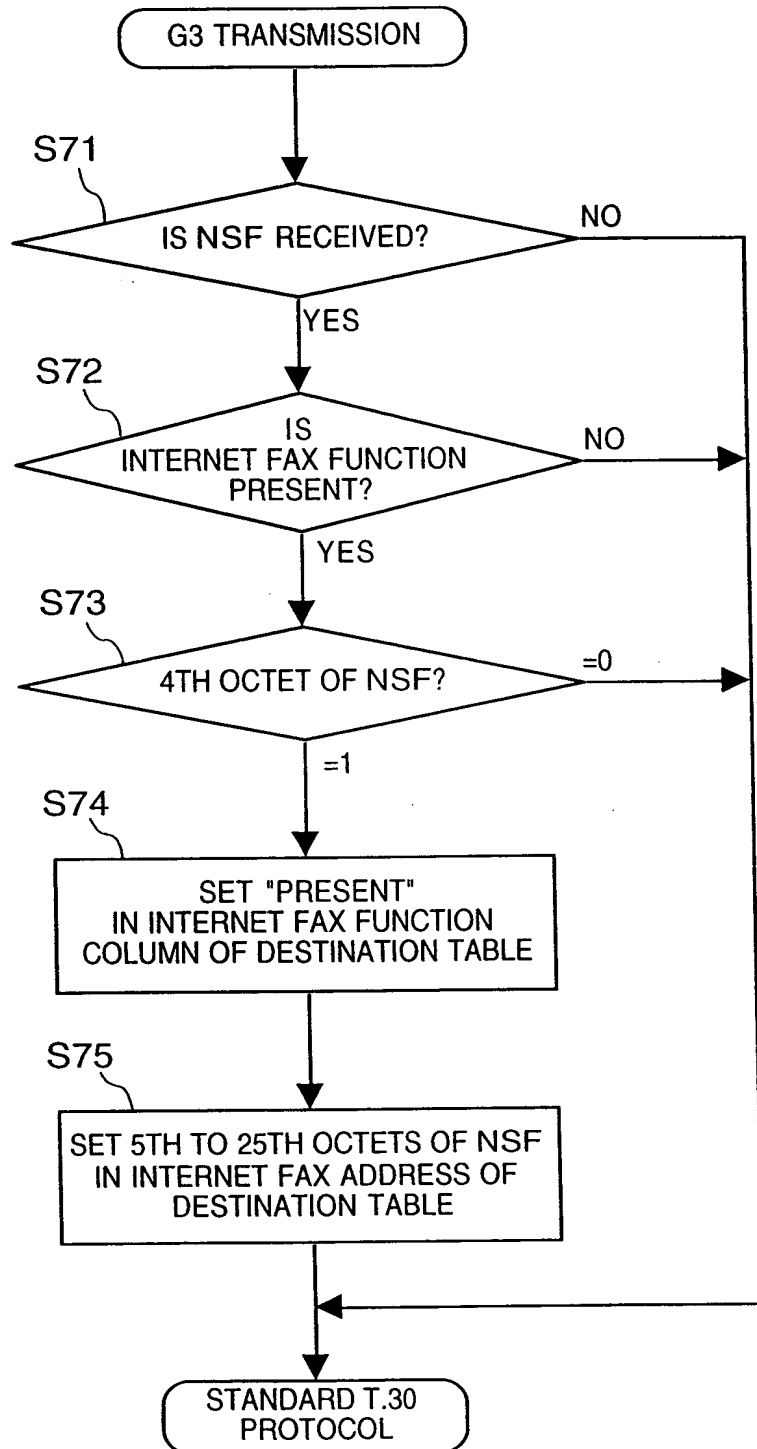 G3 TRANSMISSION
S71
IS NSF RECEIVED?
NO
YES
S72
IS
INTERNET FAX FUNCTION
PRESENT?
NO
YES
S73
4TH OCTET OF NSF?
=0
=1
S74
SET "PRESENT"
IN INTERNET FAX FUNCTION
COLUMN OF DESTINATION TABLE
S75
SET 5TH TO 25TH OCTETS OF NSF
IN INTERNET FAX ADDRESS OF
DESTINATION TABLE
STANDARD T.30
PROTOCOL